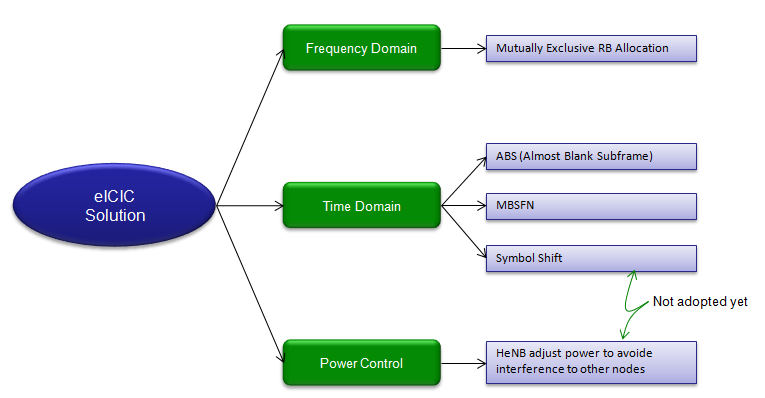 eICIC
Solution
Frequency Domain
Mutually Exclusive RB Allocation
Time Domain
ABS (Almost Blank Subframe)
MBSFN
Symbol Shift
Not adopted yet
Power Control
HeNB adjust power to avoide
interference to other nodes